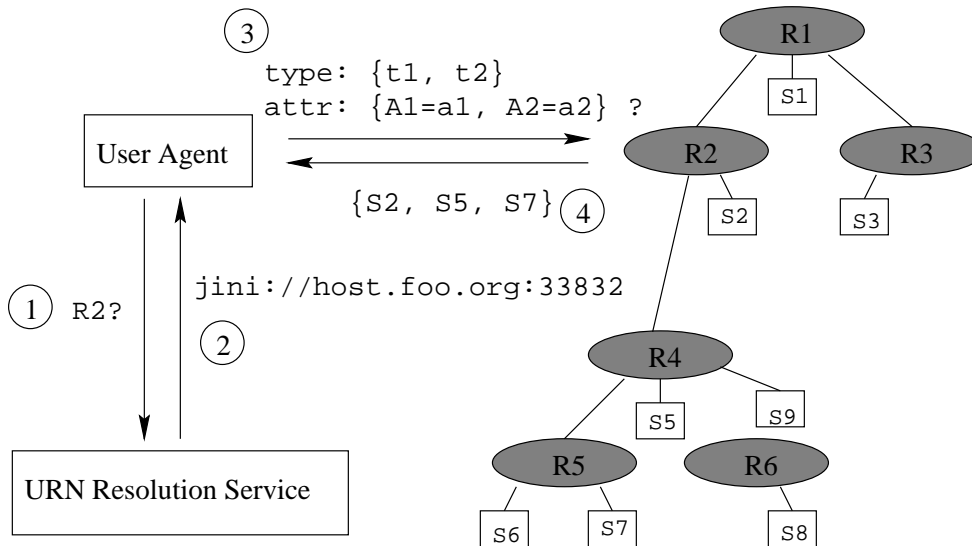 3
R1
type: {t1, t2}
attr: {A1=a1, A2=a2} ?
S1
User Agent
R2
R3
{S2, S5, S7}
4
S2
S3
jini://host.foo.org:33832
1
R2?
2
R4
S5
S9
R5
R6
URN Resolution Service
S6
S7
S8